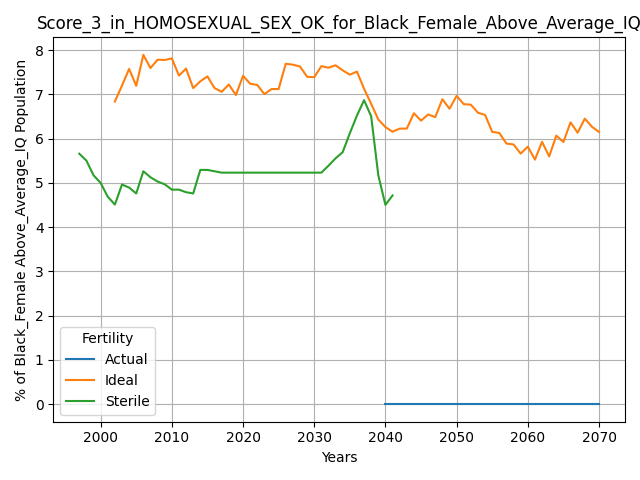 Score_3_in_HOMOSEXUAL_SEX_OK_for_Black_Female_Above_Average_IQ
% of Black_Female Above_Average_IQ Population
8
7
6
5
4
3
2
1
0
Fertility
Actual
Ideal
Sterile
2000 2010 2020 2030 2040 2050 2060 2070
Years